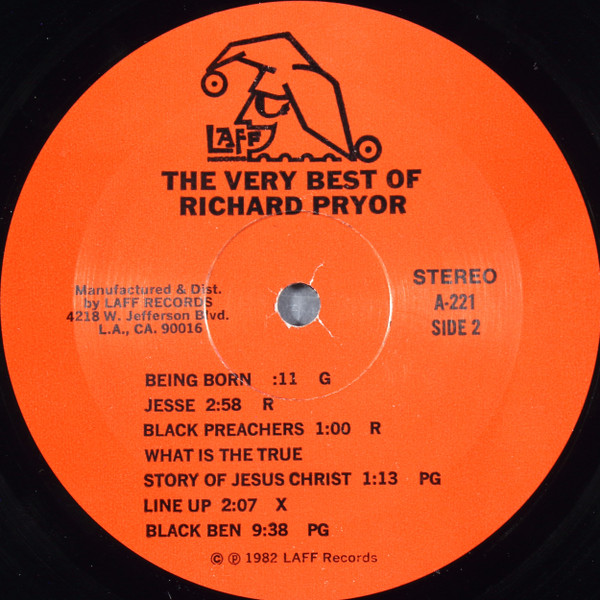 LAFF
THE VERY BEST OF
RICHARD PRYOR
Manufactured & Dist.
by LAFF RECORDS
4218 W. Jefferson Blvd.
L.A., CA. 90016
STEREO
A-221
SIDE 2
BEING BORN :11 G
JESSE 2:58 R
BLACK PREACHERS 1:00 R
WHAT IS THE TRUE
STORY OF JESUS CHRIST 1:13 PG
LINE UP 2:07 X
BLACK BEN 9:38 PG
© ℗ 1982 LAFF Records